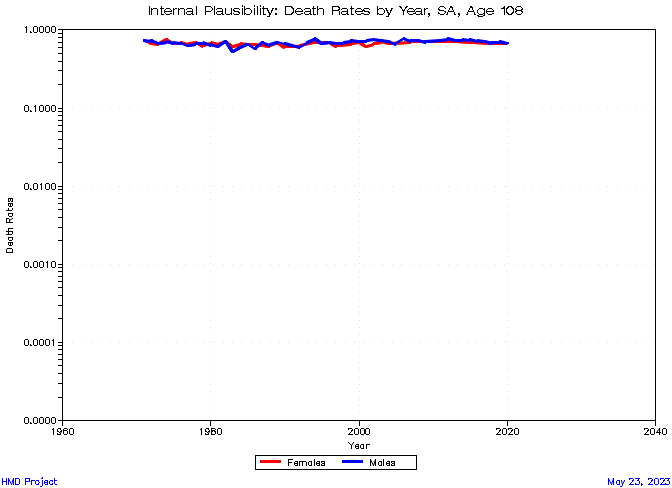 Internal Plausibility: Death Rates by Year, SA, Age 108
1.0000
0.1000
0.0100
0.0010
0.0001
0.0000
Death Rates
1960
1980
2000
2020
2040
Year
Females
Males
HMD Project
May 23, 2023